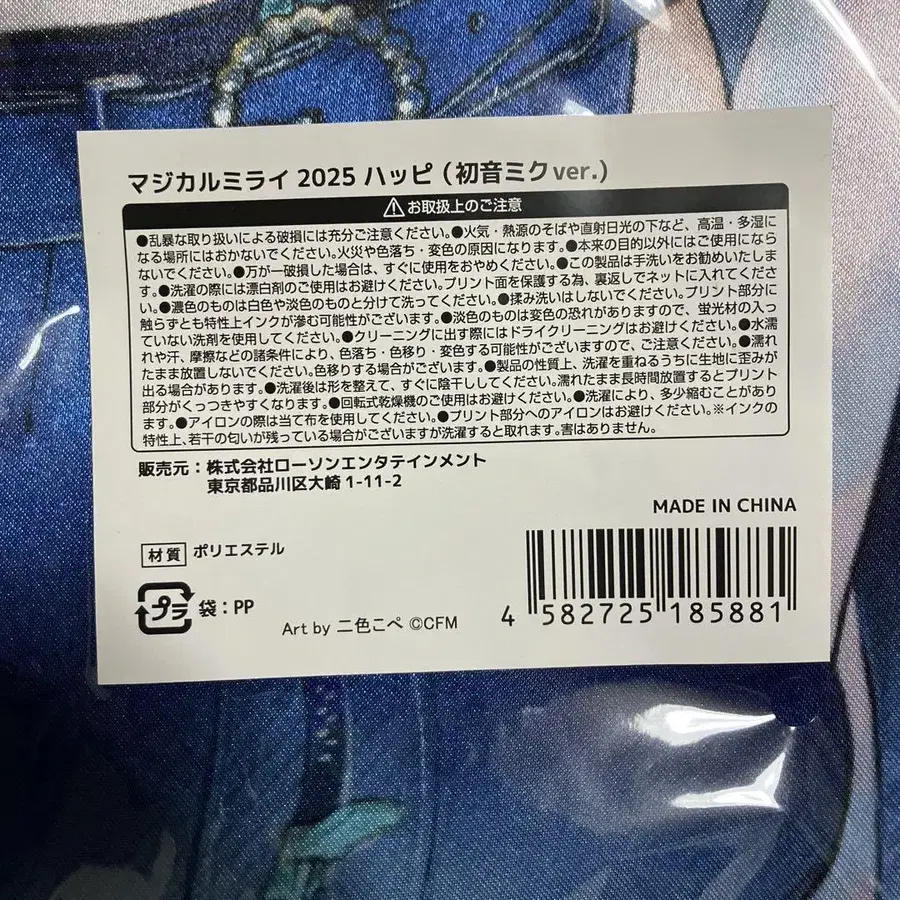 マジカルミライ 2025 ハッピ（初音ミクver.）
お取扱上のご注意
●乱暴な取り扱いによる破損には充分ご注意ください。●火気・熱源のそばや直射日光の下など、高温・多湿に
なる場所にはおかないでください。火災や色落ち・変色の原因になります。●本来の目的以外にはご使用になら
ないでください。●万が一破損した場合は、すぐに使用をおやめください。●この製品は手洗いをお勧めいたしま
す。●洗濯の際には漂白剤のご使用はお避けください。プリント面を保護する為、裏返しでネットに入れてくださ
い。●濃色のものは白色や淡色のものと分けて洗ってください。●揉み洗いはしないでください。プリント部分に
触らずとも特性上インクが滲む可能性がございます。●淡色のものは変色の恐れがありますので、蛍光材の入っ
ていない洗剤を使用してください。●クリーニングに出す際にはドライクリーニングはお避けください。●水濡
れや汗、摩擦などの諸条件により、色落ち・色移り・変色する可能性がございますので、ご注意ください。●濡れ
たまま放置しないでください。色移りする場合がございます。●製品の性質上、洗濯を重ねるうちに生地に歪みが
出る場合があります。●洗濯後は形を整えて、すぐに陰干ししてください。濡れたまま長時間放置するとプリント
部分がくっつきやすくなります。●回転式乾燥機のご使用はお避けください。●洗濯により、多少縮むことがあり
ます。●アイロンの際は当て布を使用してください。●プリント部分へのアイロンはお避けください。※インクの
特性上、若干の匂いが残っている場合がございますが洗濯すると取れます。害はありません。
販売元：株式会社ローソンエンタテインメント
東京都品川区大崎 1-11-2
MADE IN CHINA
材質 ポリエステル
プラ 袋：PP
Art by 二色こぺ ©CFM
4 582725 185881